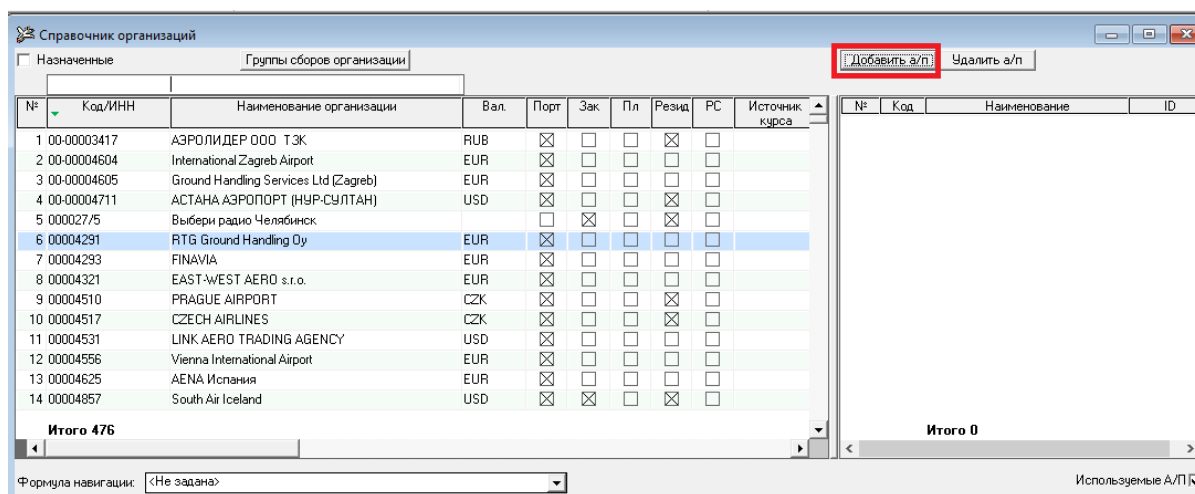 Справочник организаций
Назначенные Группы сборов организации Добавить а/п Удалить а/п
№ Код/ИНН Наименование организации Вал. Порт Зак Пл Резид РС Источник курса № Код Наименование ID
1 00-00003417 АЭРОЛИДЕР ООО ТЗК RUB
2 00-00004604 International Zagreb Airport EUR
3 00-00004605 Ground Handling Services Ltd (Zagreb) EUR
4 00-00004711 АСТАНА АЭРОПОРТ (НУР-СУЛТАН) USD
5 000027/5 Выбери радио Челябинск
6 00004291 RTG Ground Handling Oy EUR
7 00004293 FINAVIA EUR
8 00004321 EAST-WEST AERO s.r.o. EUR
9 00004510 PRAGUE AIRPORT CZK
10 00004517 CZECH AIRLINES CZK
11 00004531 LINK AERO TRADING AGENCY USD
12 00004556 Vienna International Airport EUR
13 00004625 AENA Испания EUR
14 00004857 South Air Iceland USD
Итого 476 Итого 0
Формула навигации: <Не задана> Используемые А/П